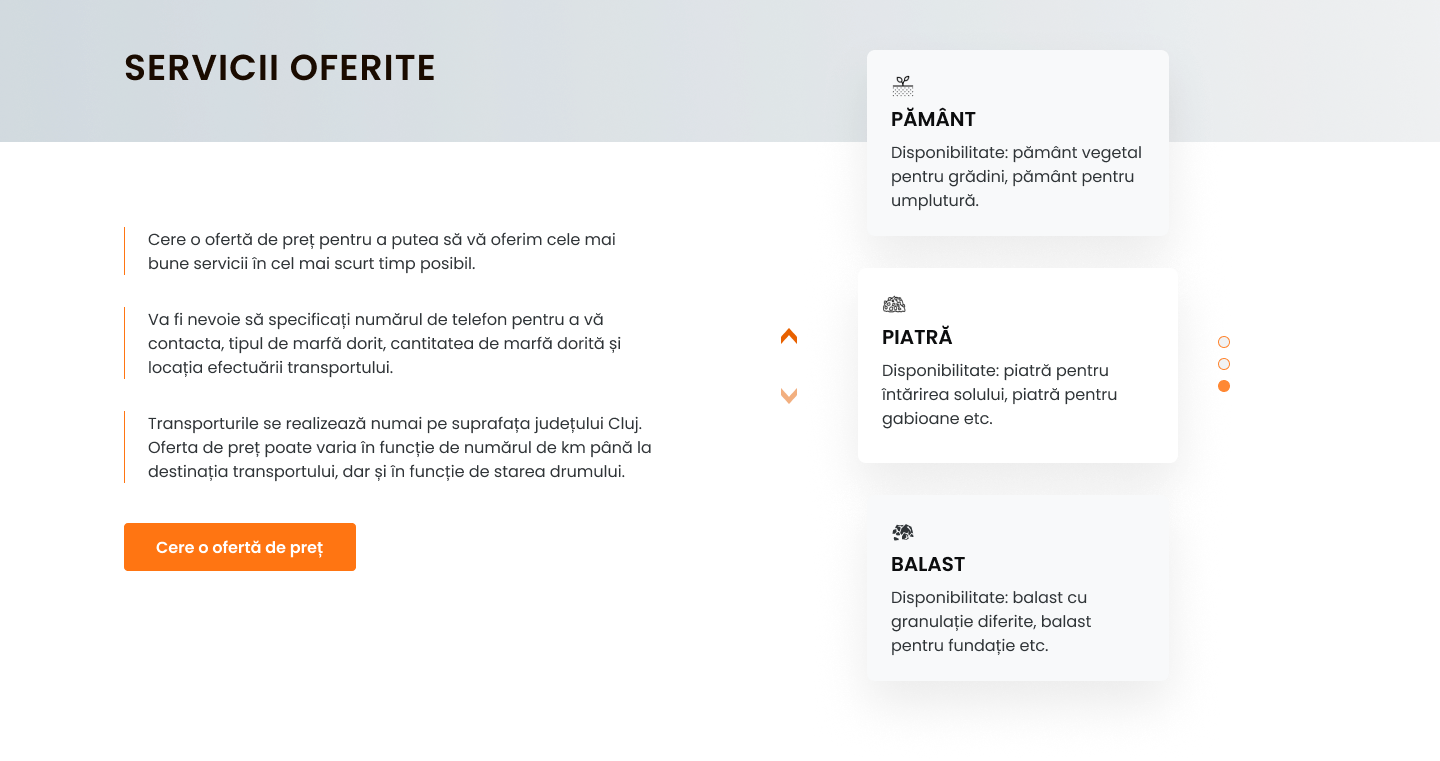 SERVICII OFERITE
Cere o ofertă de preț pentru a putea să vă oferim cele mai
bune servicii în cel mai scurt timp posibil.
Va fi nevoie să specificați numărul de telefon pentru a vă
contacta, tipul de marfă dorit, cantitatea de marfă dorită și
locația efectuării transportului.
Transporturile se realizează numai pe suprafața județului Cluj.
Oferta de preț poate varia în funcție de numărul de km până la
destinația transportului, dar și în funcție de starea drumului.
Cere o ofertă de preț
PĂMÂNT
Disponibilitate: pământ vegetal
pentru grădini, pământ pentru
umplutură.
PIATRĂ
Disponibilitate: piatră pentru
întărirea solului, piatră pentru
gabioane etc.
BALAST
Disponibilitate: balast cu
granulație diferite, balast
pentru fundație etc.